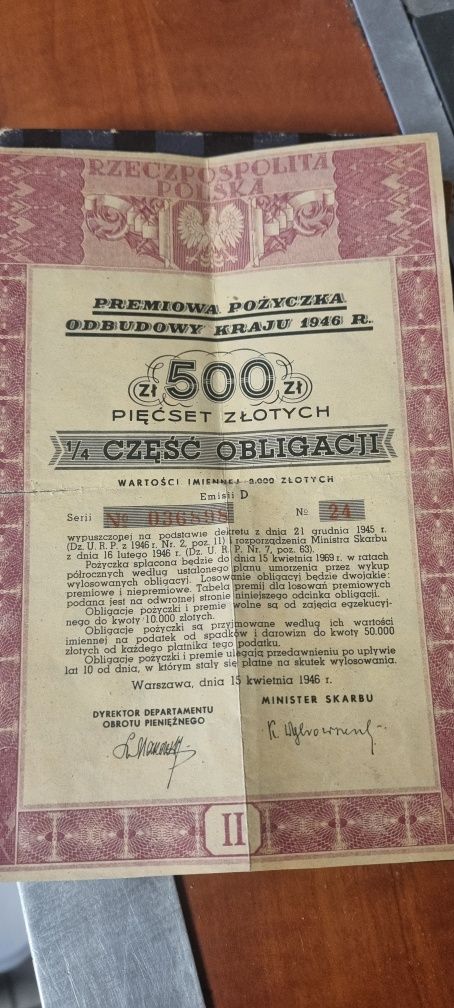 RZECZPOSPOLITA
POLSKA
PREMIOWA POŻYCZKA
ODBUDOWY KRAJU 1946 R.
zł 500 zł
PIĘĆSET ZŁOTYCH
1/4 CZĘŚĆ OBLIGACJI
WARTOŚCI IMIENNEJ 2.000 ZŁOTYCH
Emisji D
Serii № № 24
wypuszczonej na podstawie dekretu z dnia 21 grudnia 1945 r.
(Dz. U. R. P. z 1946 r. Nr. 2, poz. 11) i rozporządzenia Ministra Skarbu
z dnia 16 lutego 1946 r. (Dz. U. R. P. Nr. 7, poz. 63).
Pożyczka spłacona będzie do dnia 15 kwietnia 1969 r. w ratach
półrocznych według ustalonego planu umorzenia przez wykup
wylosowanych obligacyj. Losowanie obligacyj będzie dwojakie:
premiowe i niepremiowe. Tabela premij dla losowań premiowych
podana jest na odwrotnej stronie niniejszego odcinka obligacji.
Obligacje pożyczki i premie wolne są od zajęcia egzekucyj-
nego do kwoty 10.000 złotych.
Obligacje pożyczki są przyjmowane według ich wartości
imiennej na podatek od spadków i darowizn do kwoty 50.000
złotych od każdego płatnika tego podatku.
Obligacje pożyczki i premie ulegają przedawnieniu po upływie
lat 10 od dnia, w którym stały się płatne na skutek wylosowania.
Warszawa, dnia 15 kwietnia 1946 r.
DYREKTOR DEPARTAMENTU
OBROTU PIENIĘŻNEGO
MINISTER SKARBU
II